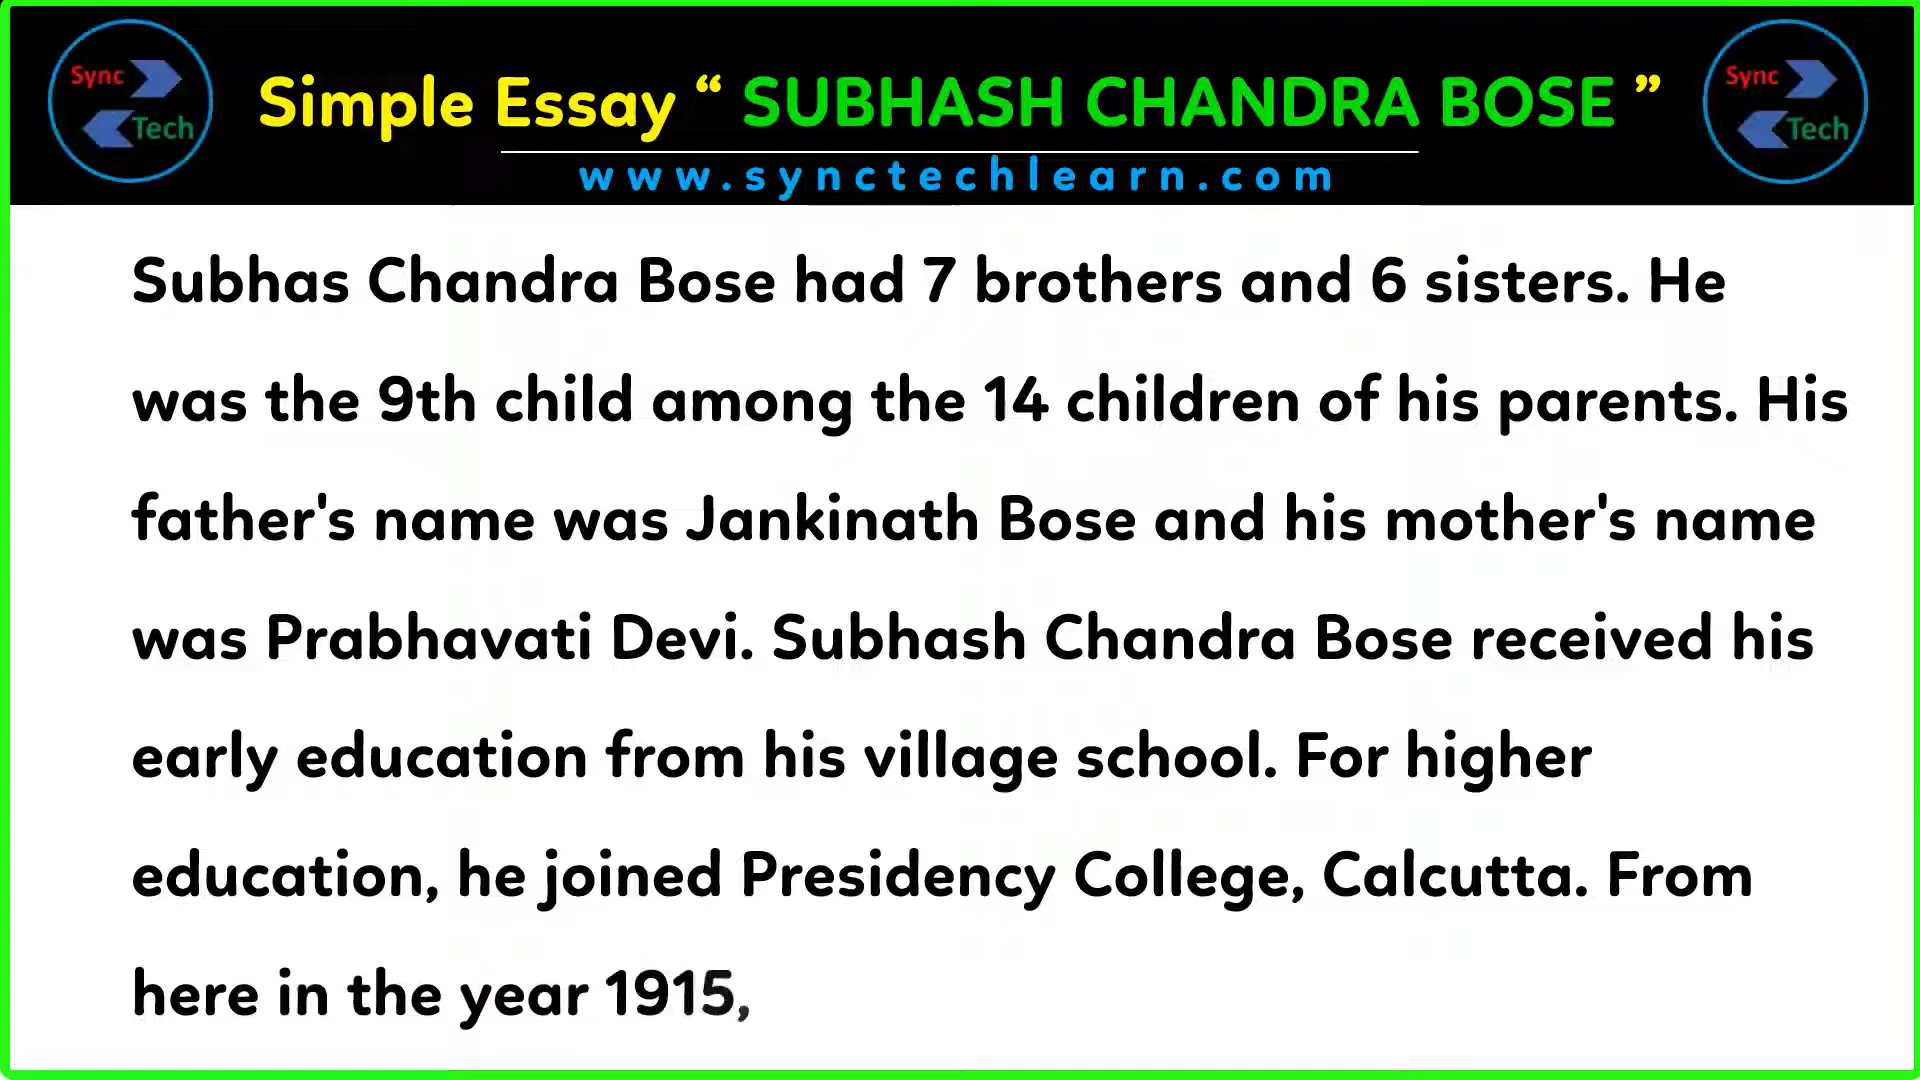 Sync
Tech
Simple Essay “ SUBHASH CHANDRA BOSE ”
www.synctechlearn.com
Sync
Tech
Subhas Chandra Bose had 7 brothers and 6 sisters. He
was the 9th child among the 14 children of his parents. His
father's name was Jankinath Bose and his mother's name
was Prabhavati Devi. Subhash Chandra Bose received his
early education from his village school. For higher
education, he joined Presidency College, Calcutta. From
here in the year 1915,